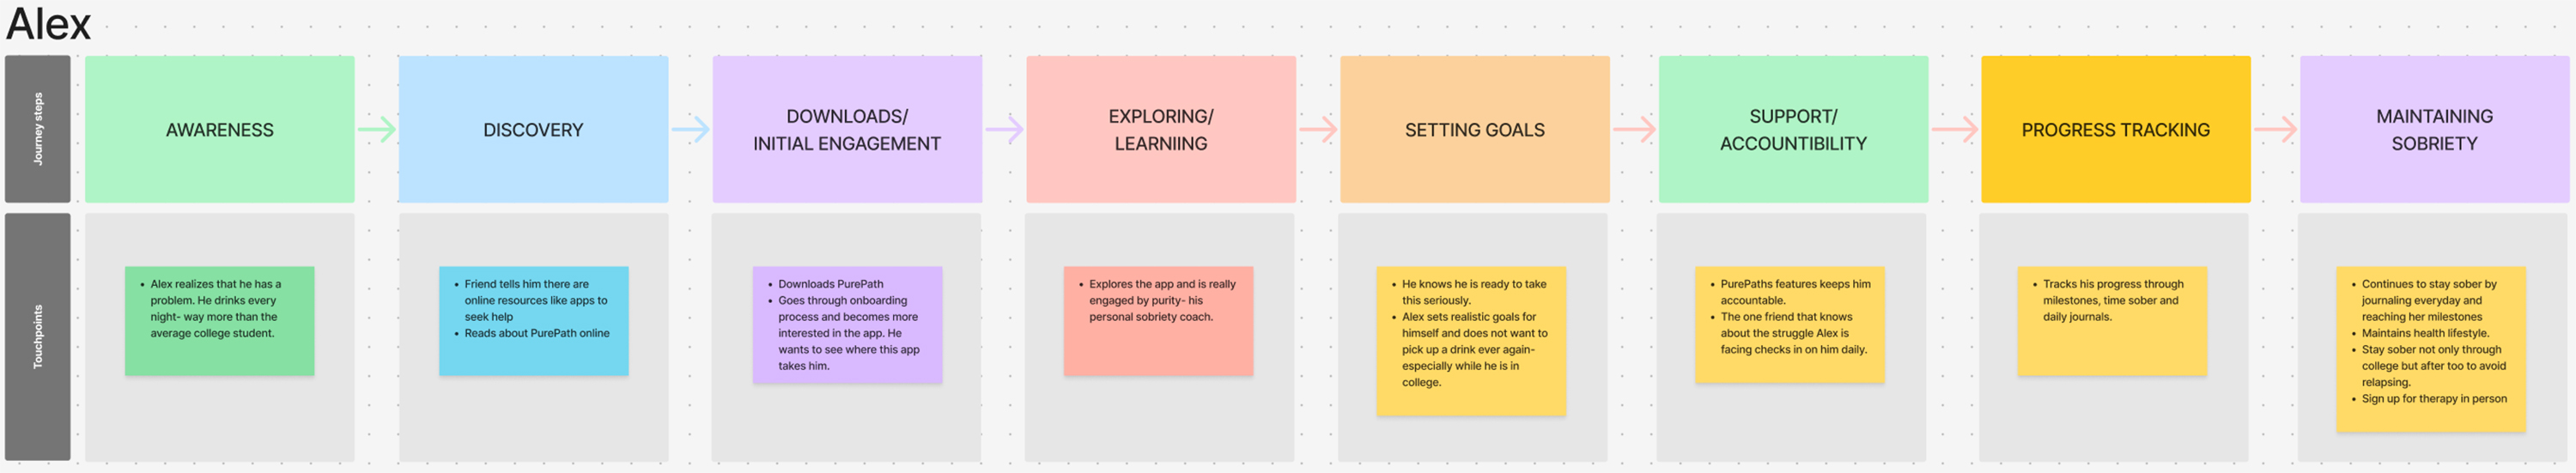 Alex
Journey steps
AWARENESS
DISCOVERY
DOWNLOADS/
INITIAL ENGAGEMENT
EXPLORING/
LEARNIING
SETTING GOALS
SUPPORT/
ACCOUNTIBILITY
PROGRESS TRACKING
MAINTAINING
SOBRIETY
Touchpoints
• Alex realizes that he has a
problem. He drinks every
night- way more than the
average college student.
• Friend tells him there are
online resources like apps to
seek help
• Reads about PurePath online
• Downloads PurePath
• Goes through onboarding
process and becomes more
interested in the app. He
wants to see where this app
takes him.
• Explores the app and is really
engaged by purity- his
personal sobriety coach.
• He knows he is ready to take
this seriously.
• Alex sets realistic goals for
himself and does not want to
pick up a drink ever again-
especially while he is in
college.
• PurePaths features keeps him
accountable.
• The one friend that knows
about the struggle Alex is
facing checks in on him daily.
• Tracks his progress through
milestones, time sober and
daily journals.
• Continues to stay sober by
journaling everyday and
reaching her milestones
• Maintains health lifestyle.
• Stay sober not only through
college but after too to avoid
relapsing.
• Sign up for therapy in person